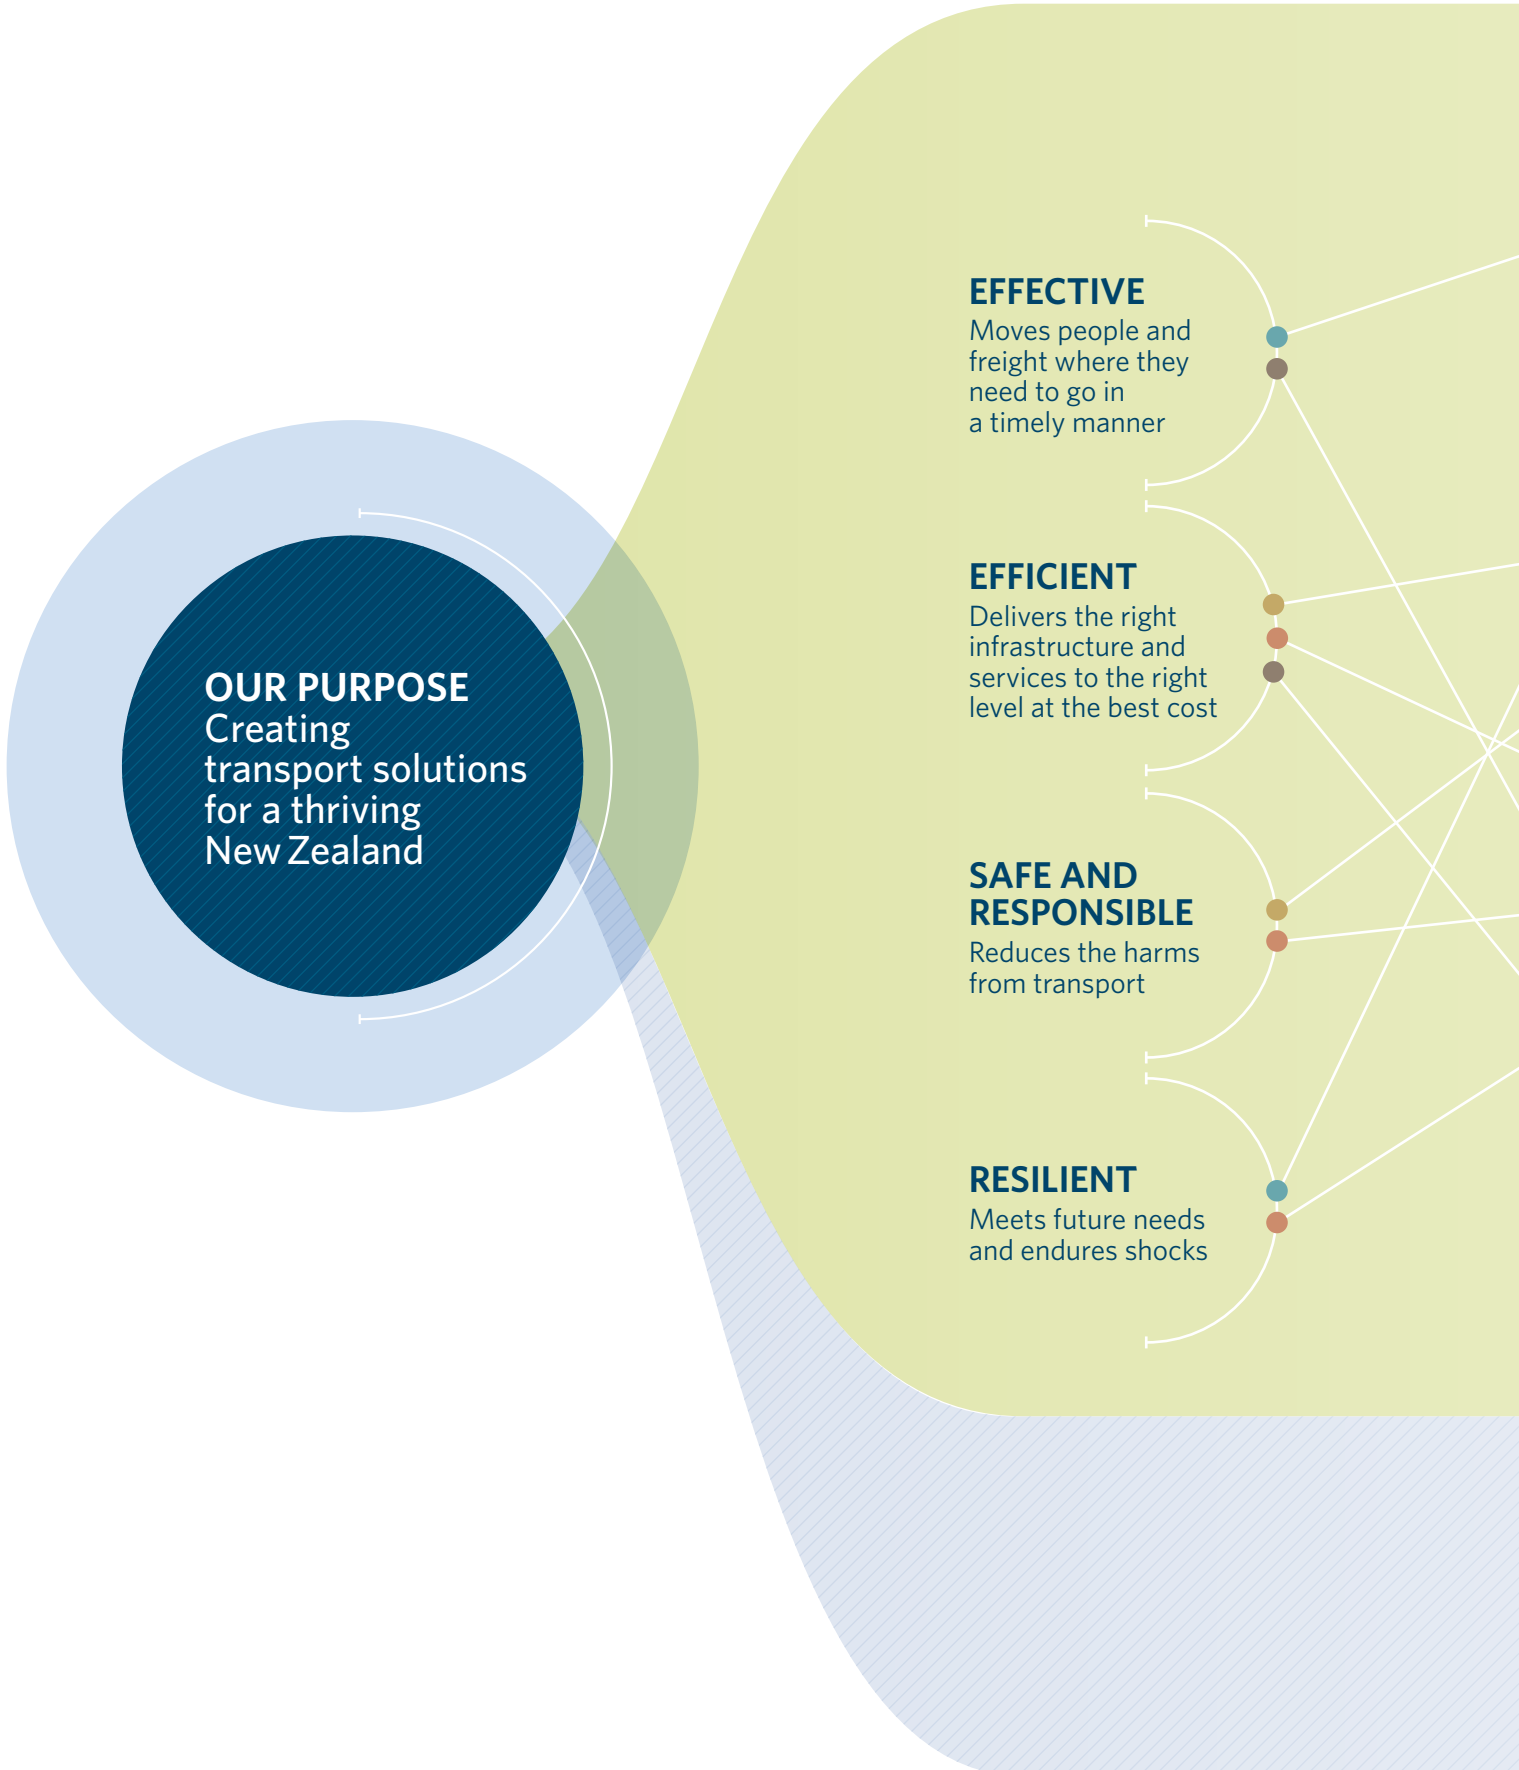 OUR PURPOSE
Creating
transport solutions
for a thriving
New Zealand
EFFECTIVE
Moves people and
freight where they
need to go in
a timely manner
EFFICIENT
Delivers the right
infrastructure and
services to the right
level at the best cost
SAFE AND
RESPONSIBLE
Reduces the harms
from transport
RESILIENT
Meets future needs
and endures shocks